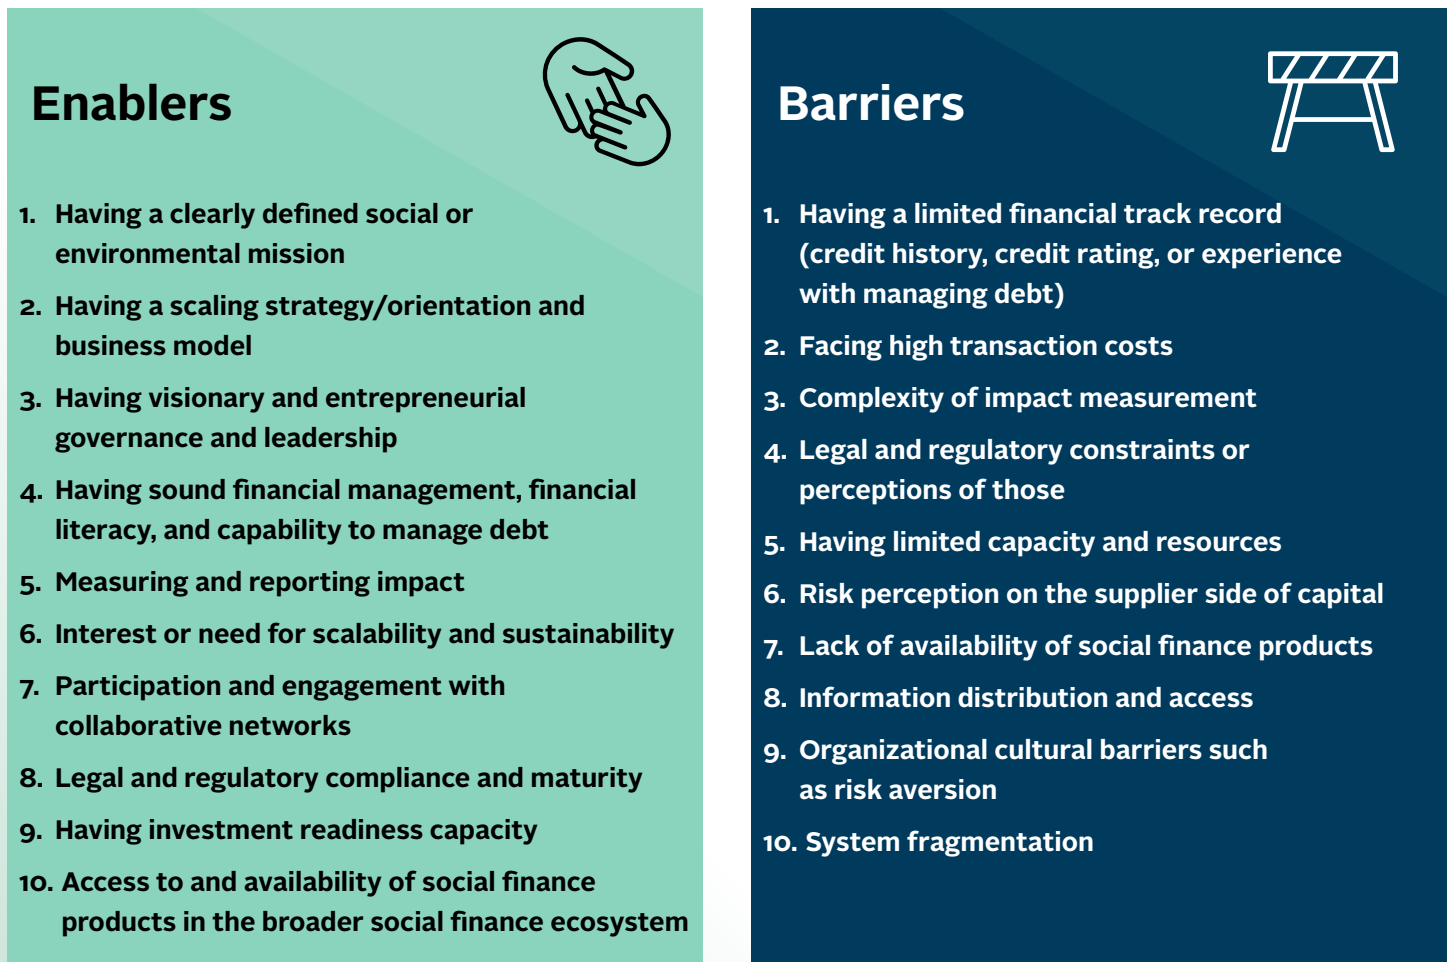 Enablers
1. Having a clearly defined social or
environmental mission
2. Having a scaling strategy/orientation and
business model
3. Having visionary and entrepreneurial
governance and leadership
4. Having sound financial management, financial
literacy, and capability to manage debt
5. Measuring and reporting impact
6. Interest or need for scalability and sustainability
7. Participation and engagement with
collaborative networks
8. Legal and regulatory compliance and maturity
9. Having investment readiness capacity
10. Access to and availability of social finance
products in the broader social finance ecosystem
Barriers
1. Having a limited financial track record
(credit history, credit rating, or experience
with managing debt)
2. Facing high transaction costs
3. Complexity of impact measurement
4. Legal and regulatory constraints or
perceptions of those
5. Having limited capacity and resources
6. Risk perception on the supplier side of capital
7. Lack of availability of social finance products
8. Information distribution and access
9. Organizational cultural barriers such
as risk aversion
10. System fragmentation